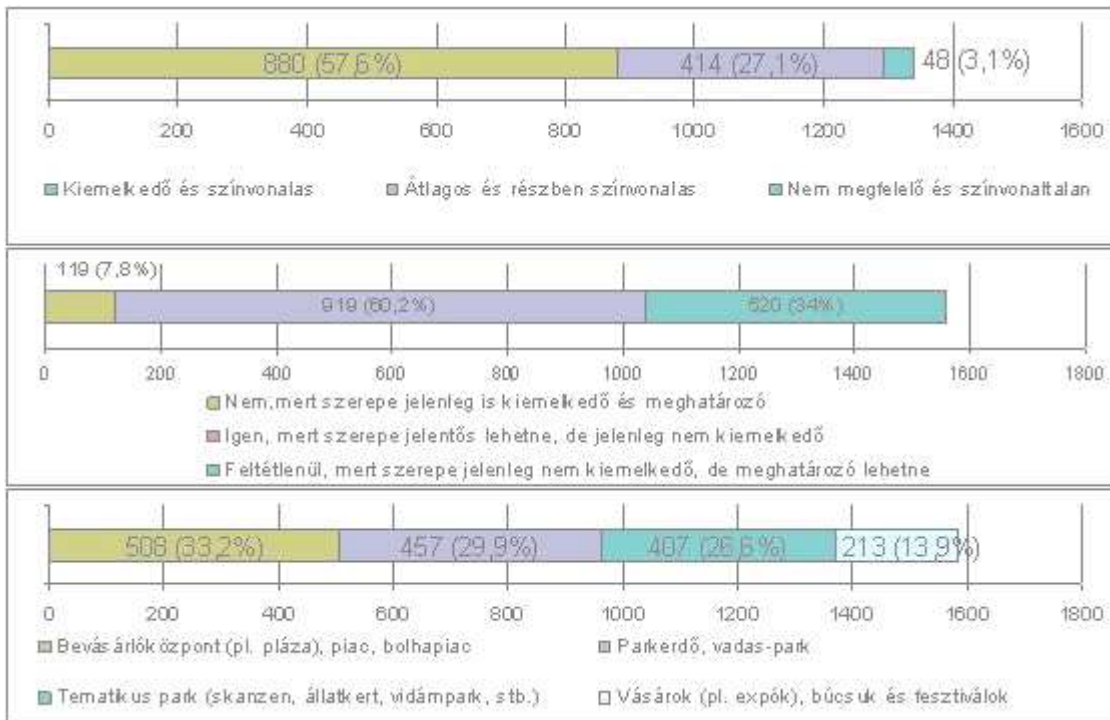 880 (57,6%) 414 (27,1%) 48 (3,1%)
0 200 400 600 800 1000 1200 1400 1600
Kiemelkedő és színvonalas Átlagos és részben színvonalas Nem megfelelő és színvonaltalan
119 (7,8%)
919 (60,2%) 520 (34%)
0 200 400 600 800 1000 1200 1400 1600 1800
Nem,mert szerepe jelenleg is kiemelkedő és meghatározó
Igen, mert szerepe jelentős lehetne, de jelenleg nem kiemelkedő
Feltétlenül, mert szerepe jelenleg nem kiemelkedő, de meghatározó lehetne
506 (33,2%) 457 (29,9%) 407 (26,6%) 213 (13,9%)
0 200 400 600 800 1000 1200 1400 1600 1800
Bevásárlóközpont (pl. pláza), piac, bolhapiac Parkerdő, vadas-park
Tematikus park (skanzen, állatkert, vidámpark, stb.) Vásárok (pl. expók), búcsuk és fesztiválok